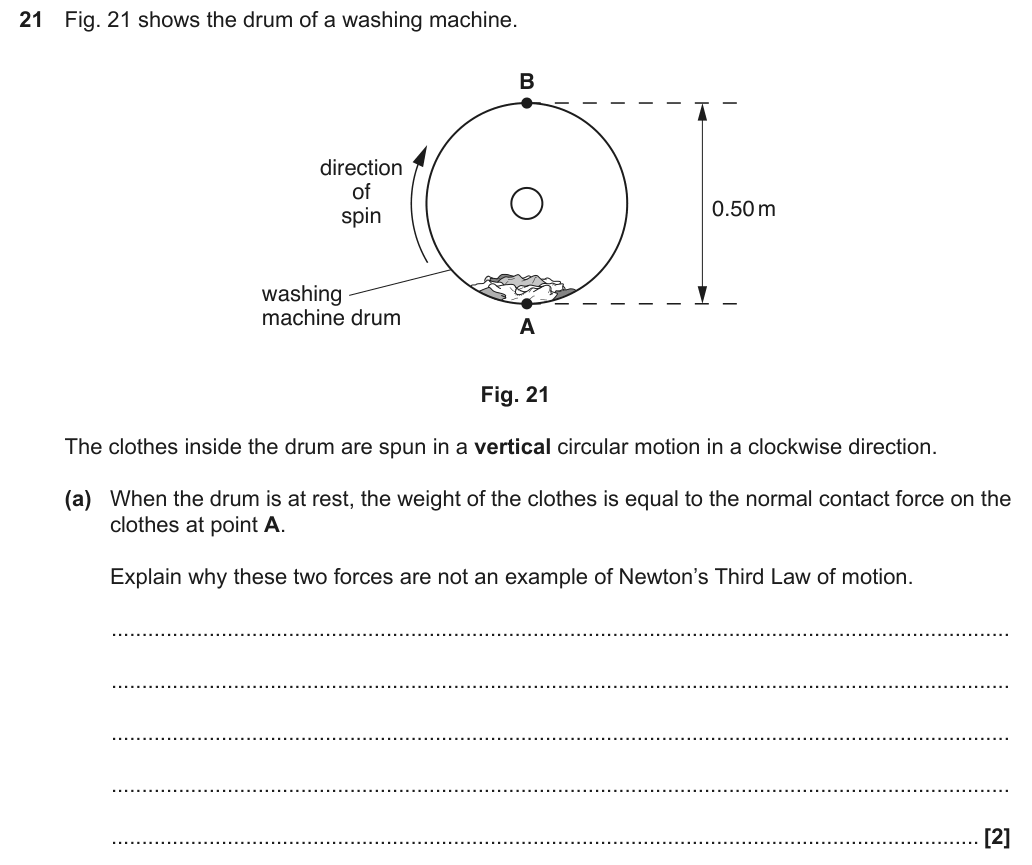 21 Fig. 21 shows the drum of a washing machine.
B
direction
of
spin
0.50 m
washing
machine drum
A
Fig. 21
The clothes inside the drum are spun in a vertical circular motion in a clockwise direction.
(a) When the drum is at rest, the weight of the clothes is equal to the normal contact force on the
clothes at point A.
Explain why these two forces are not an example of Newton's Third Law of motion.
[2]